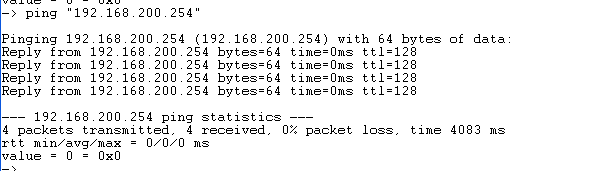 value = 0 = 0x0
-> ping "192.168.200.254"
Pinging 192.168.200.254 (192.168.200.254) with 64 bytes of data:
Reply from 192.168.200.254 bytes=64 time=0ms ttl=128
Reply from 192.168.200.254 bytes=64 time=0ms ttl=128
Reply from 192.168.200.254 bytes=64 time=0ms ttl=128
Reply from 192.168.200.254 bytes=64 time=0ms ttl=128
--- 192.168.200.254 ping statistics ---
4 packets transmitted, 4 received, 0% packet loss, time 4083 ms
rtt min/avg/max = 0/0/0 ms
value = 0 = 0x0
->